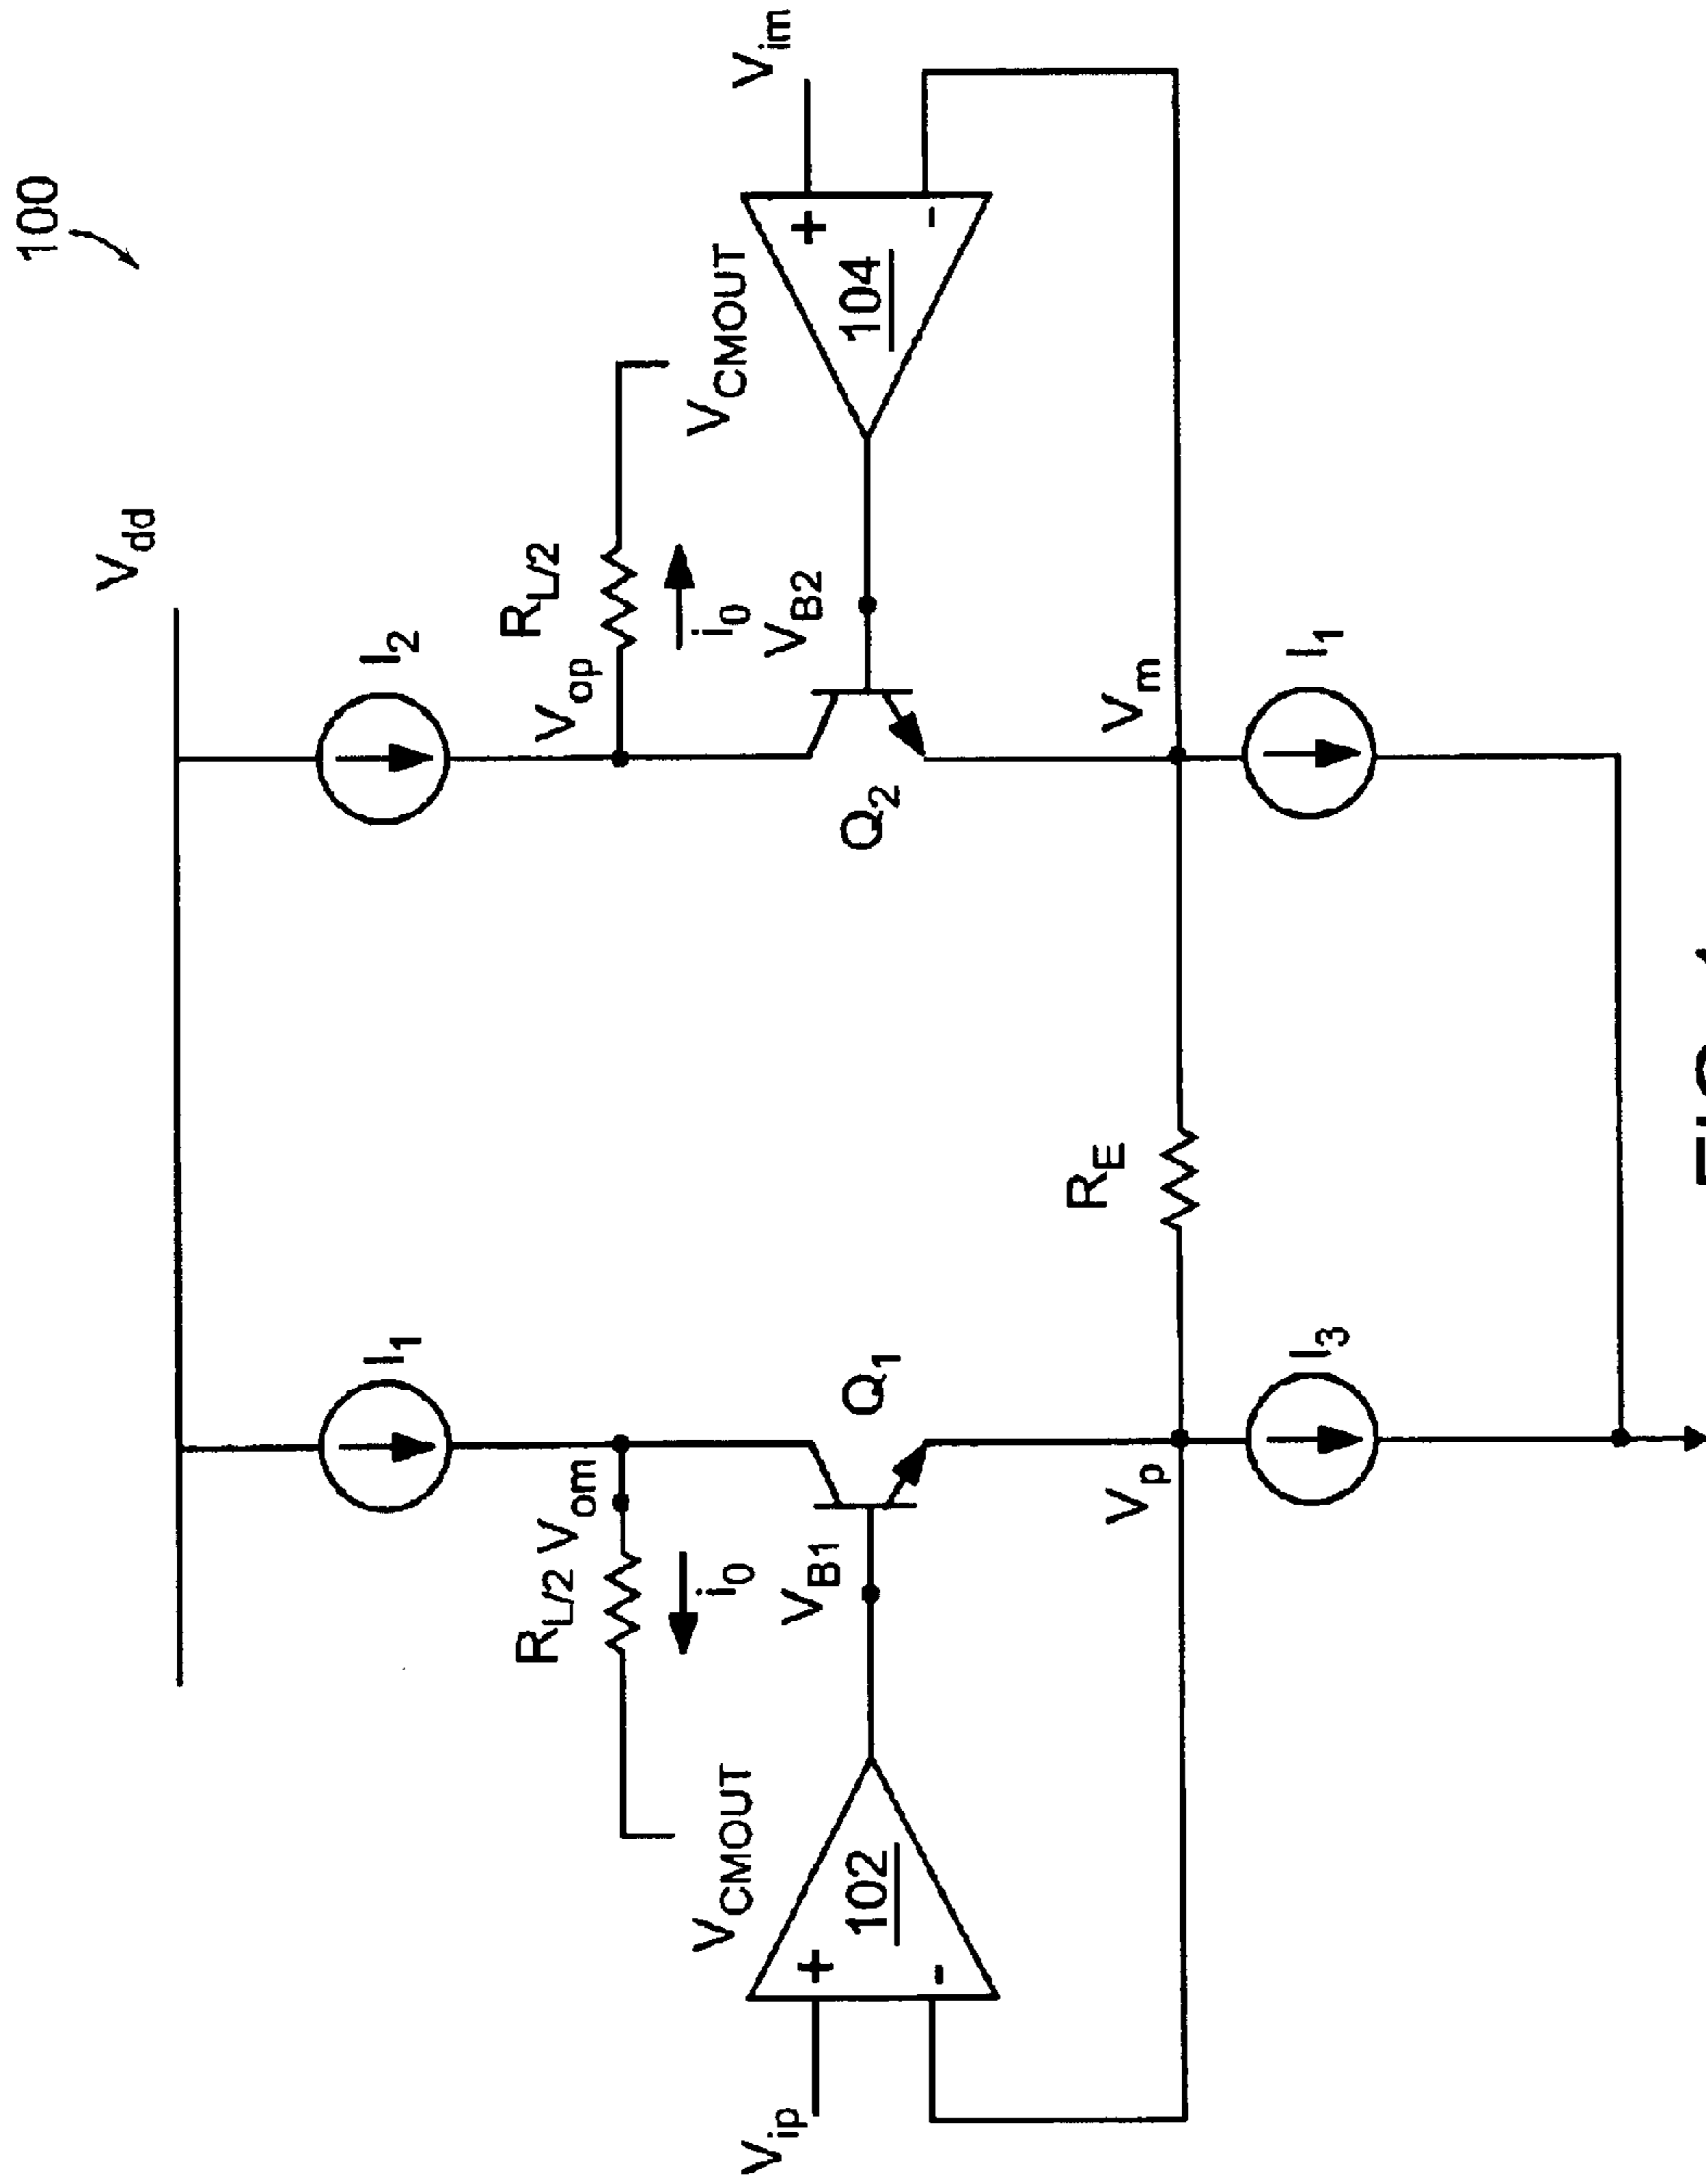 100
V_dd
I_1
I_2
R_L/2
V_om
V_op
R_L/2
i_0
i_0
V_CMOUT
V_B1
V_B2
V_CMOUT
V_ip
+
102
-
Q_1
Q_2
104
+
-
V_im
V_p
R_E
V_m
I_3
I_1